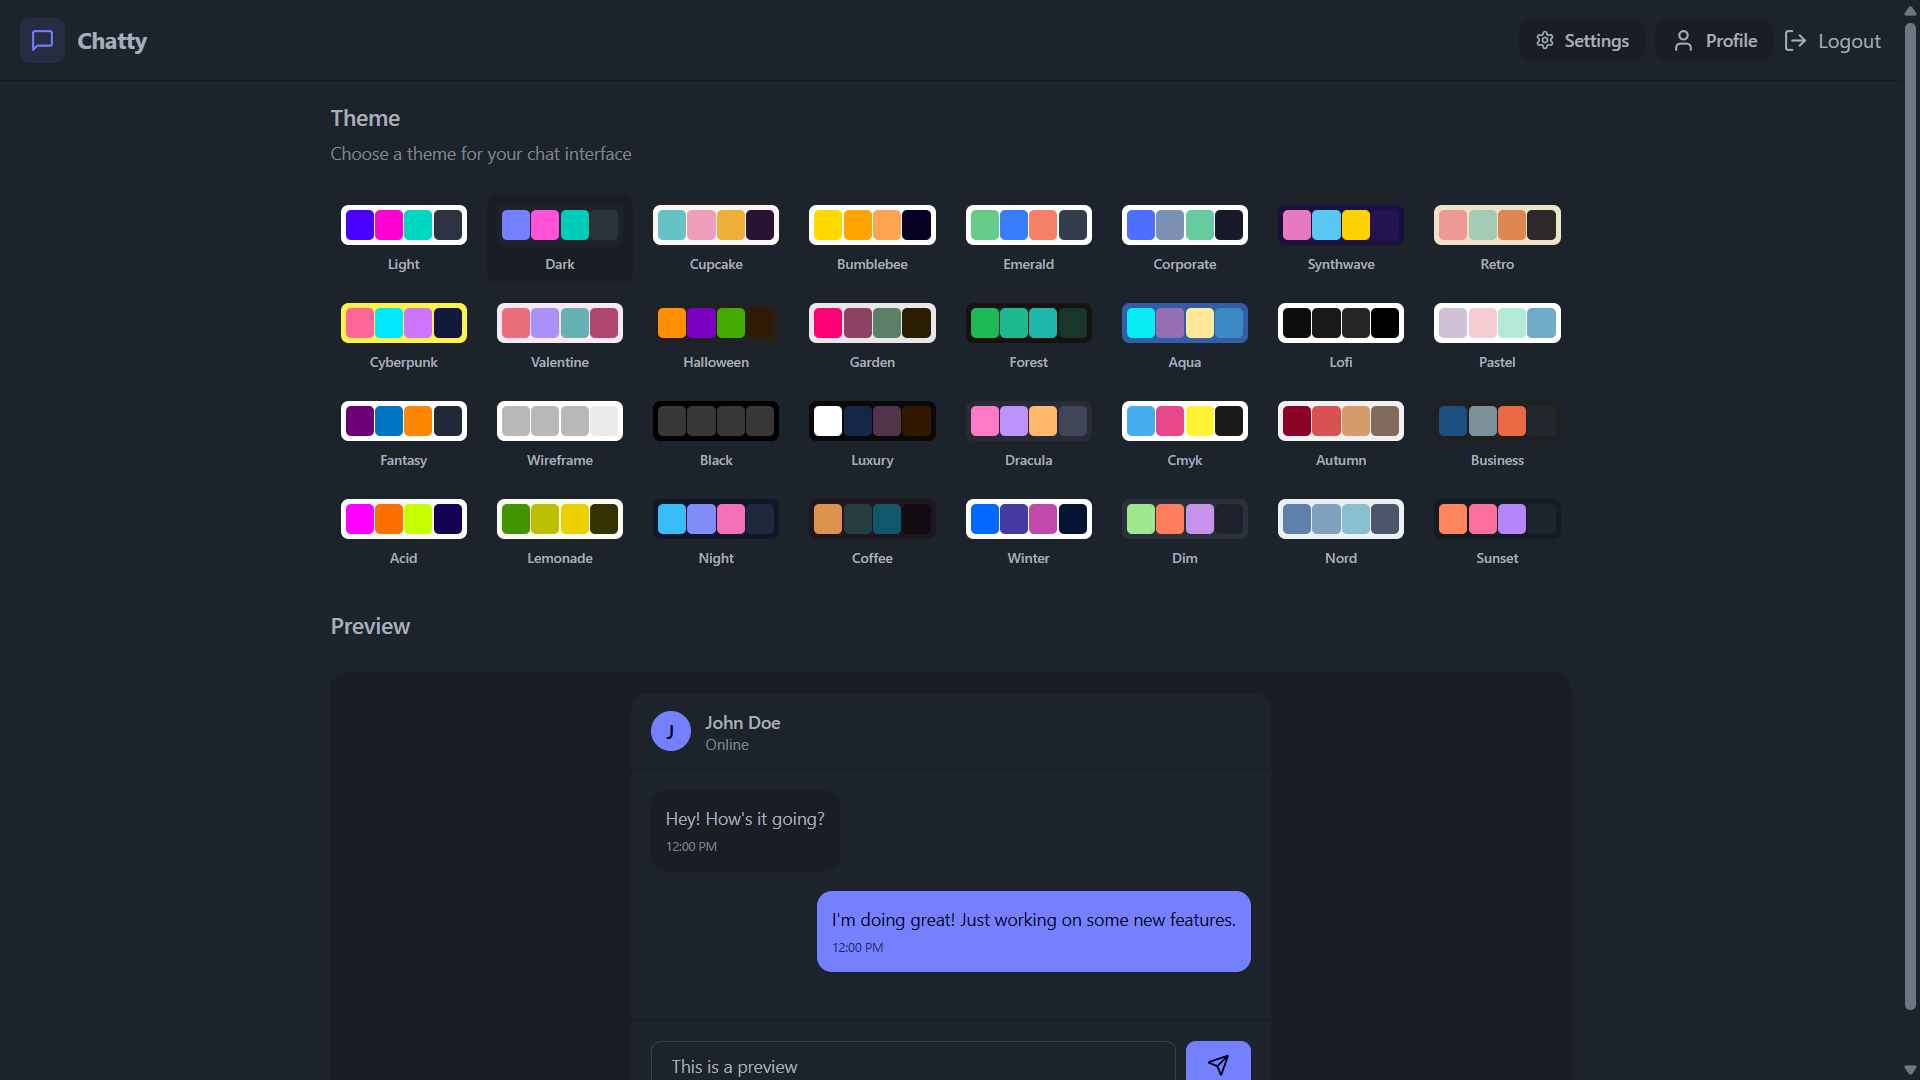 Chatty
Settings
Profile
Logout
Theme
Choose a theme for your chat interface
Light
Dark
Cupcake
Bumblebee
Emerald
Corporate
Synthwave
Retro
Cyberpunk
Valentine
Halloween
Garden
Forest
Aqua
Lofi
Pastel
Fantasy
Wireframe
Black
Luxury
Dracula
Cmyk
Autumn
Business
Acid
Lemonade
Night
Coffee
Winter
Dim
Nord
Sunset
Preview
J
John Doe
Online
Hey! How's it going?
12:00 PM
I'm doing great! Just working on some new features.
12:00 PM
This is a preview